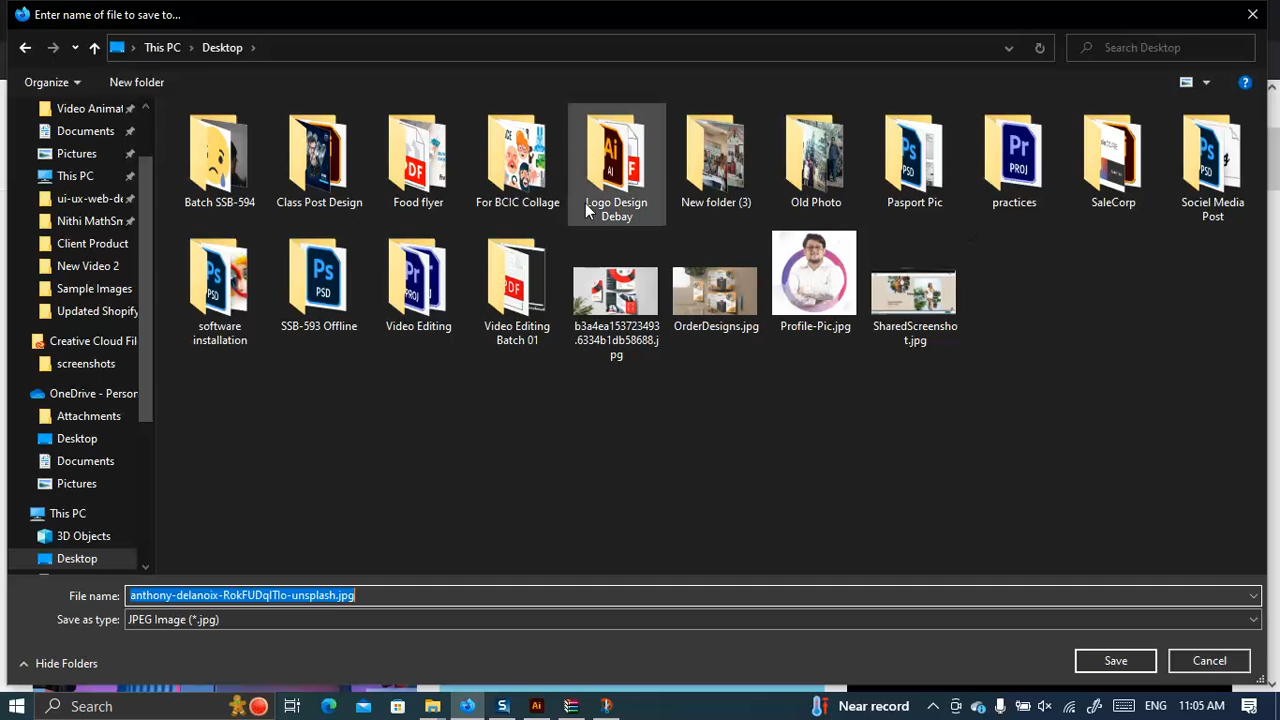 Enter name of file to save to...
This PC
Desktop
Search Desktop
Organize
New folder
Video Animat
Documents
Pictures
This PC
ui-ux-web-de
Nithi MathSm
Client Product
New Video 2
Sample Images
Updated Shopify
Creative Cloud Fil
screenshots
OneDrive - Person
Attachments
Desktop
Documents
Pictures
This PC
3D Objects
Desktop
Batch SSB-594
Class Post Design
Food flyer
For BCIC Collage
Logo Design
Debay
New folder (3)
Old Photo
Pasport Pic
practices
SaleCorp
Social Media
Post
software
installation
SSB-593 Offline
Video Editing
Video Editing
Batch 01
b3a4ea153723493
.6334b1db58688.j
pg
OrderDesigns.jpg
Profile-Pic.jpg
SharedScreensho
t.jpg
File name:
anthony-delanoix-RokFUDqITlo-unsplash.jpg
Save as type:
JPEG Image (*.jpg)
Hide Folders
Save
Cancel
Search
Near record
ENG
11:05 AM